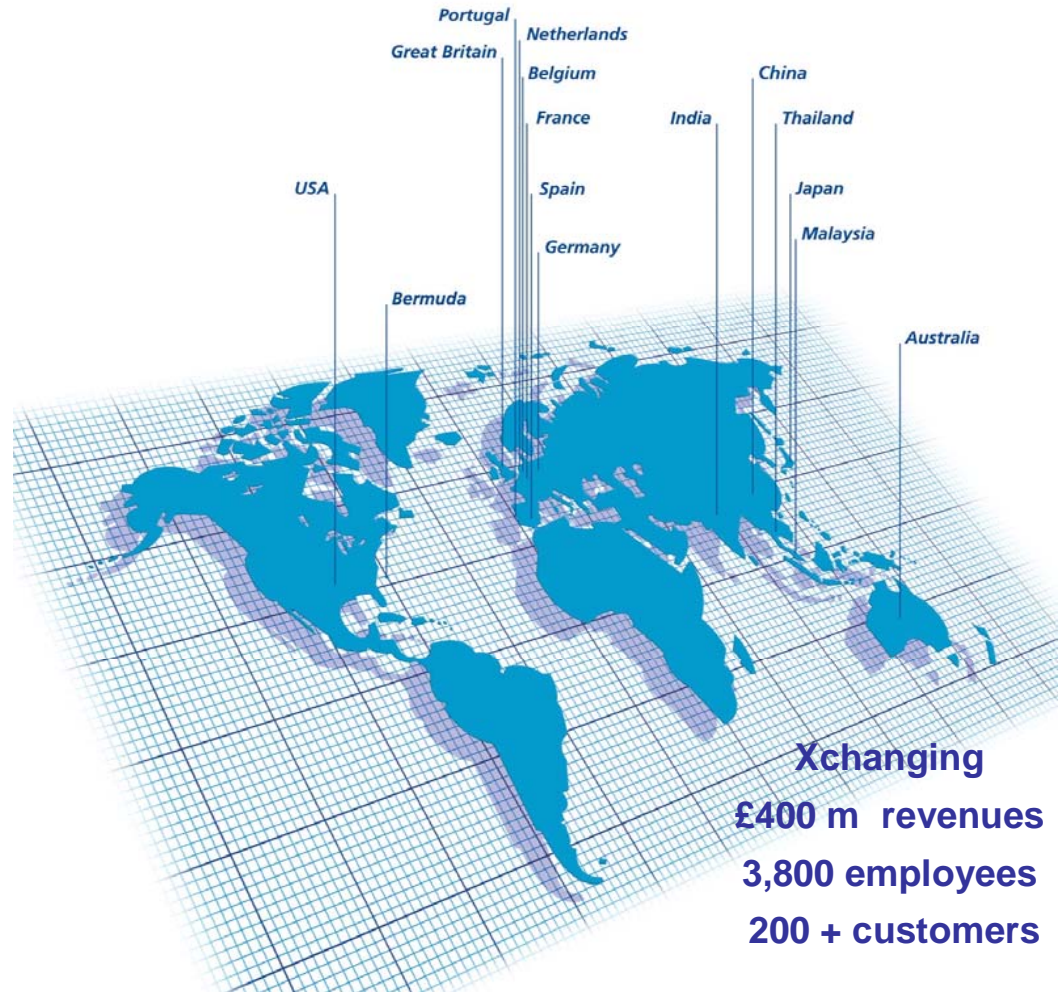 Portugal
Netherlands
Great Britain
Belgium
China
France
India
Thailand
USA
Spain
Japan
Malaysia
Germany
Bermuda
Australia
Xchanging
£400 m revenues
3,800 employees
200 + customers